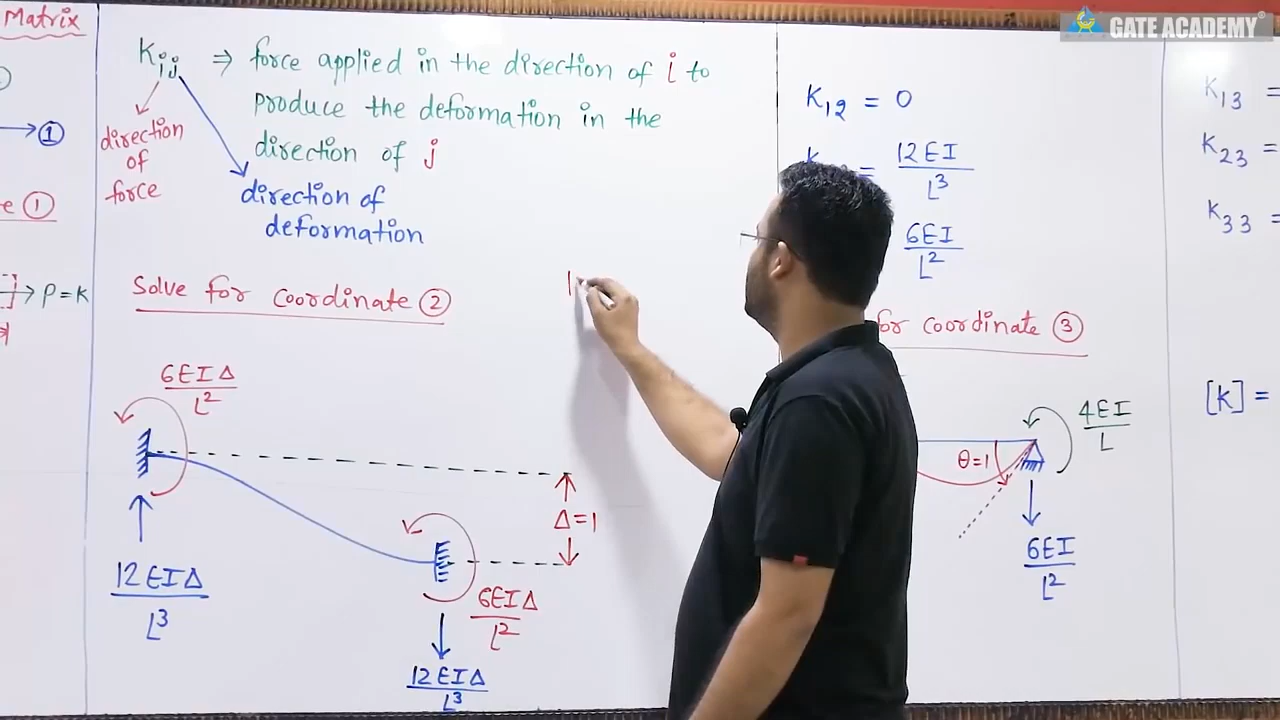 Matrix
①
e ①
→ P = K
Kij ⇒ force applied in the direction of i to
produce the deformation in the
direction of j
direction
of
force
direction of
deformation
Solve for coordinate ②
6EIΔ
L²
12EIΔ
L³
Δ=1
6EIΔ
L²
12EIΔ
L³
K12 = 0
= 12EI
L³
6EI
L²
for coordinate ③
θ=1
4EI
L
6EI
L²
K13 =
K23 =
K33 =
[K] =
GATE ACADEMY